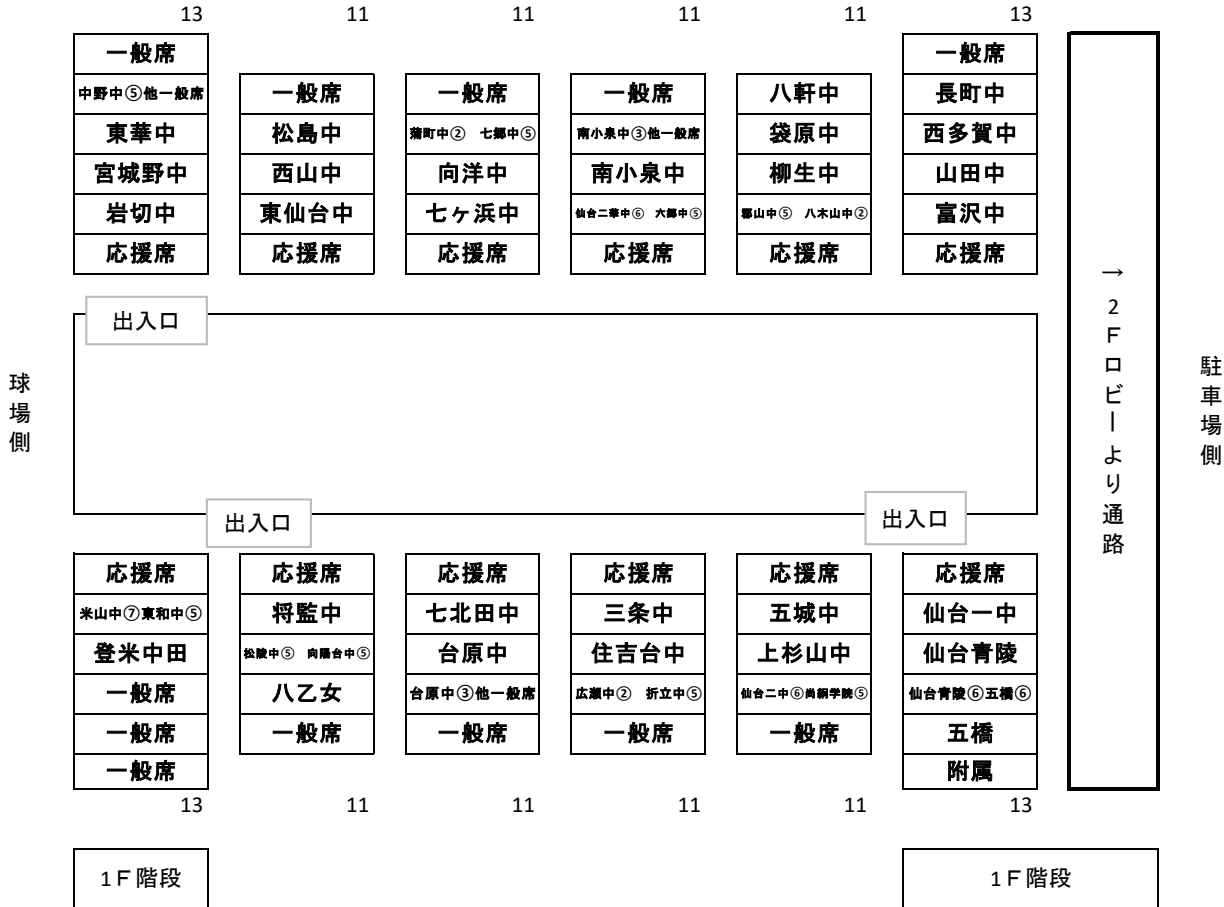 13 11 11 11 11 13
一般席 一般席
中野中⑤他一般席 一般席 一般席 一般席 八軒中 長町中
東華中 松島中 蒲町中② 七郷中⑤ 南小泉中③他一般席 袋原中 西多賀中
宮城野中 西山中 向洋中 南小泉中 柳生中 山田中
岩切中 東仙台中 七ヶ浜中 仙台二華中⑥ 六郷中⑤ 郡山中⑤ 八木山中② 富沢中
応援席 応援席 応援席 応援席 応援席 応援席
出入口
球場側
→2Fロビーより通路
駐車場側
出入口 出入口
応援席 応援席 応援席 応援席 応援席 応援席
米山中⑦東和中⑤ 将監中 七北田中 三条中 五城中 仙台一中
登米中田 松陵中⑤ 向陽台中⑤ 台原中 住吉台中 上杉山中 仙台青陵
一般席 八乙女 台原中③他一般席 広瀬中② 折立中⑤ 仙台二中⑥尚絅学院⑤ 仙台青陵⑥五橋⑥
一般席 一般席 一般席 一般席 一般席 五橋
一般席 附属
13 11 11 11 11 13
1F階段 1F階段